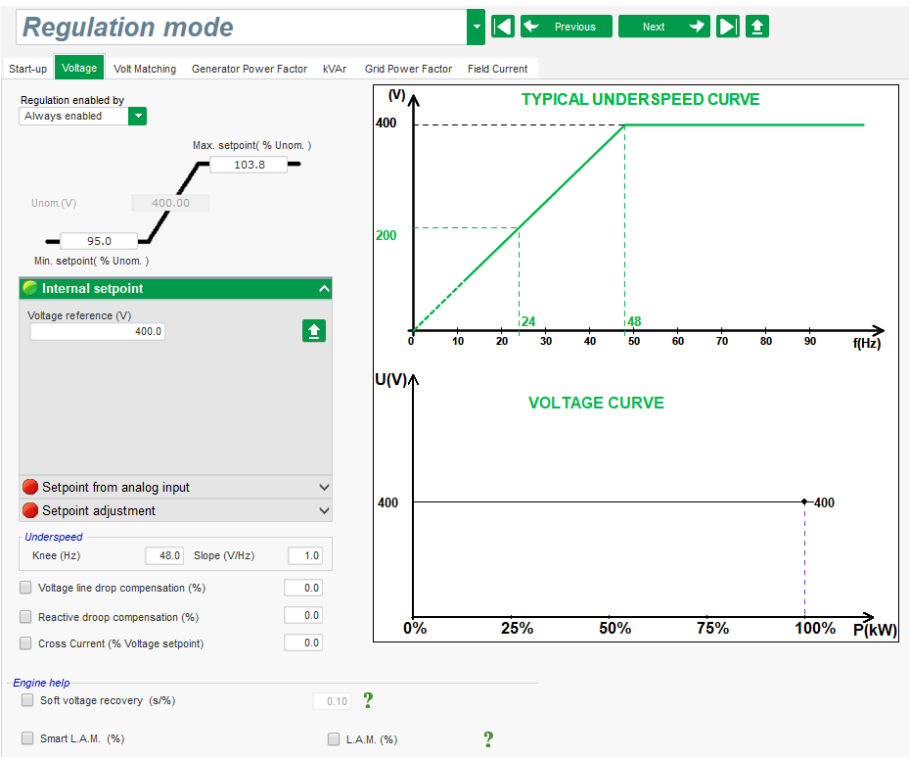 Regulation mode
Previous
Next
Start-up Voltage Volt Matching Generator Power Factor kVAr Grid Power Factor Field Current
Regulation enabled by
Always enabled
Max. setpoint( % Unom. )
103.8
Unom.(V) 400.00
95.0
Min. setpoint( % Unom. )
Internal setpoint
Voltage reference (V)
400.0
Setpoint from analog input
Setpoint adjustment
Underspeed
Knee (Hz) 48.0 Slope (V/Hz) 1.0
Voltage line drop compensation (%) 0.0
Reactive droop compensation (%) 0.0
Cross Current (% Voltage setpoint) 0.0
Engine help
Soft voltage recovery (s/%) 0.10 ?
Smart L.A.M. (%) L.A.M. (%) ?
(V)
TYPICAL UNDERSPEED CURVE
400
200
24 48
0 10 20 30 40 50 60 70 80 90 f(Hz)
U(V)
VOLTAGE CURVE
400 400
0% 25% 50% 75% 100% P(kW)